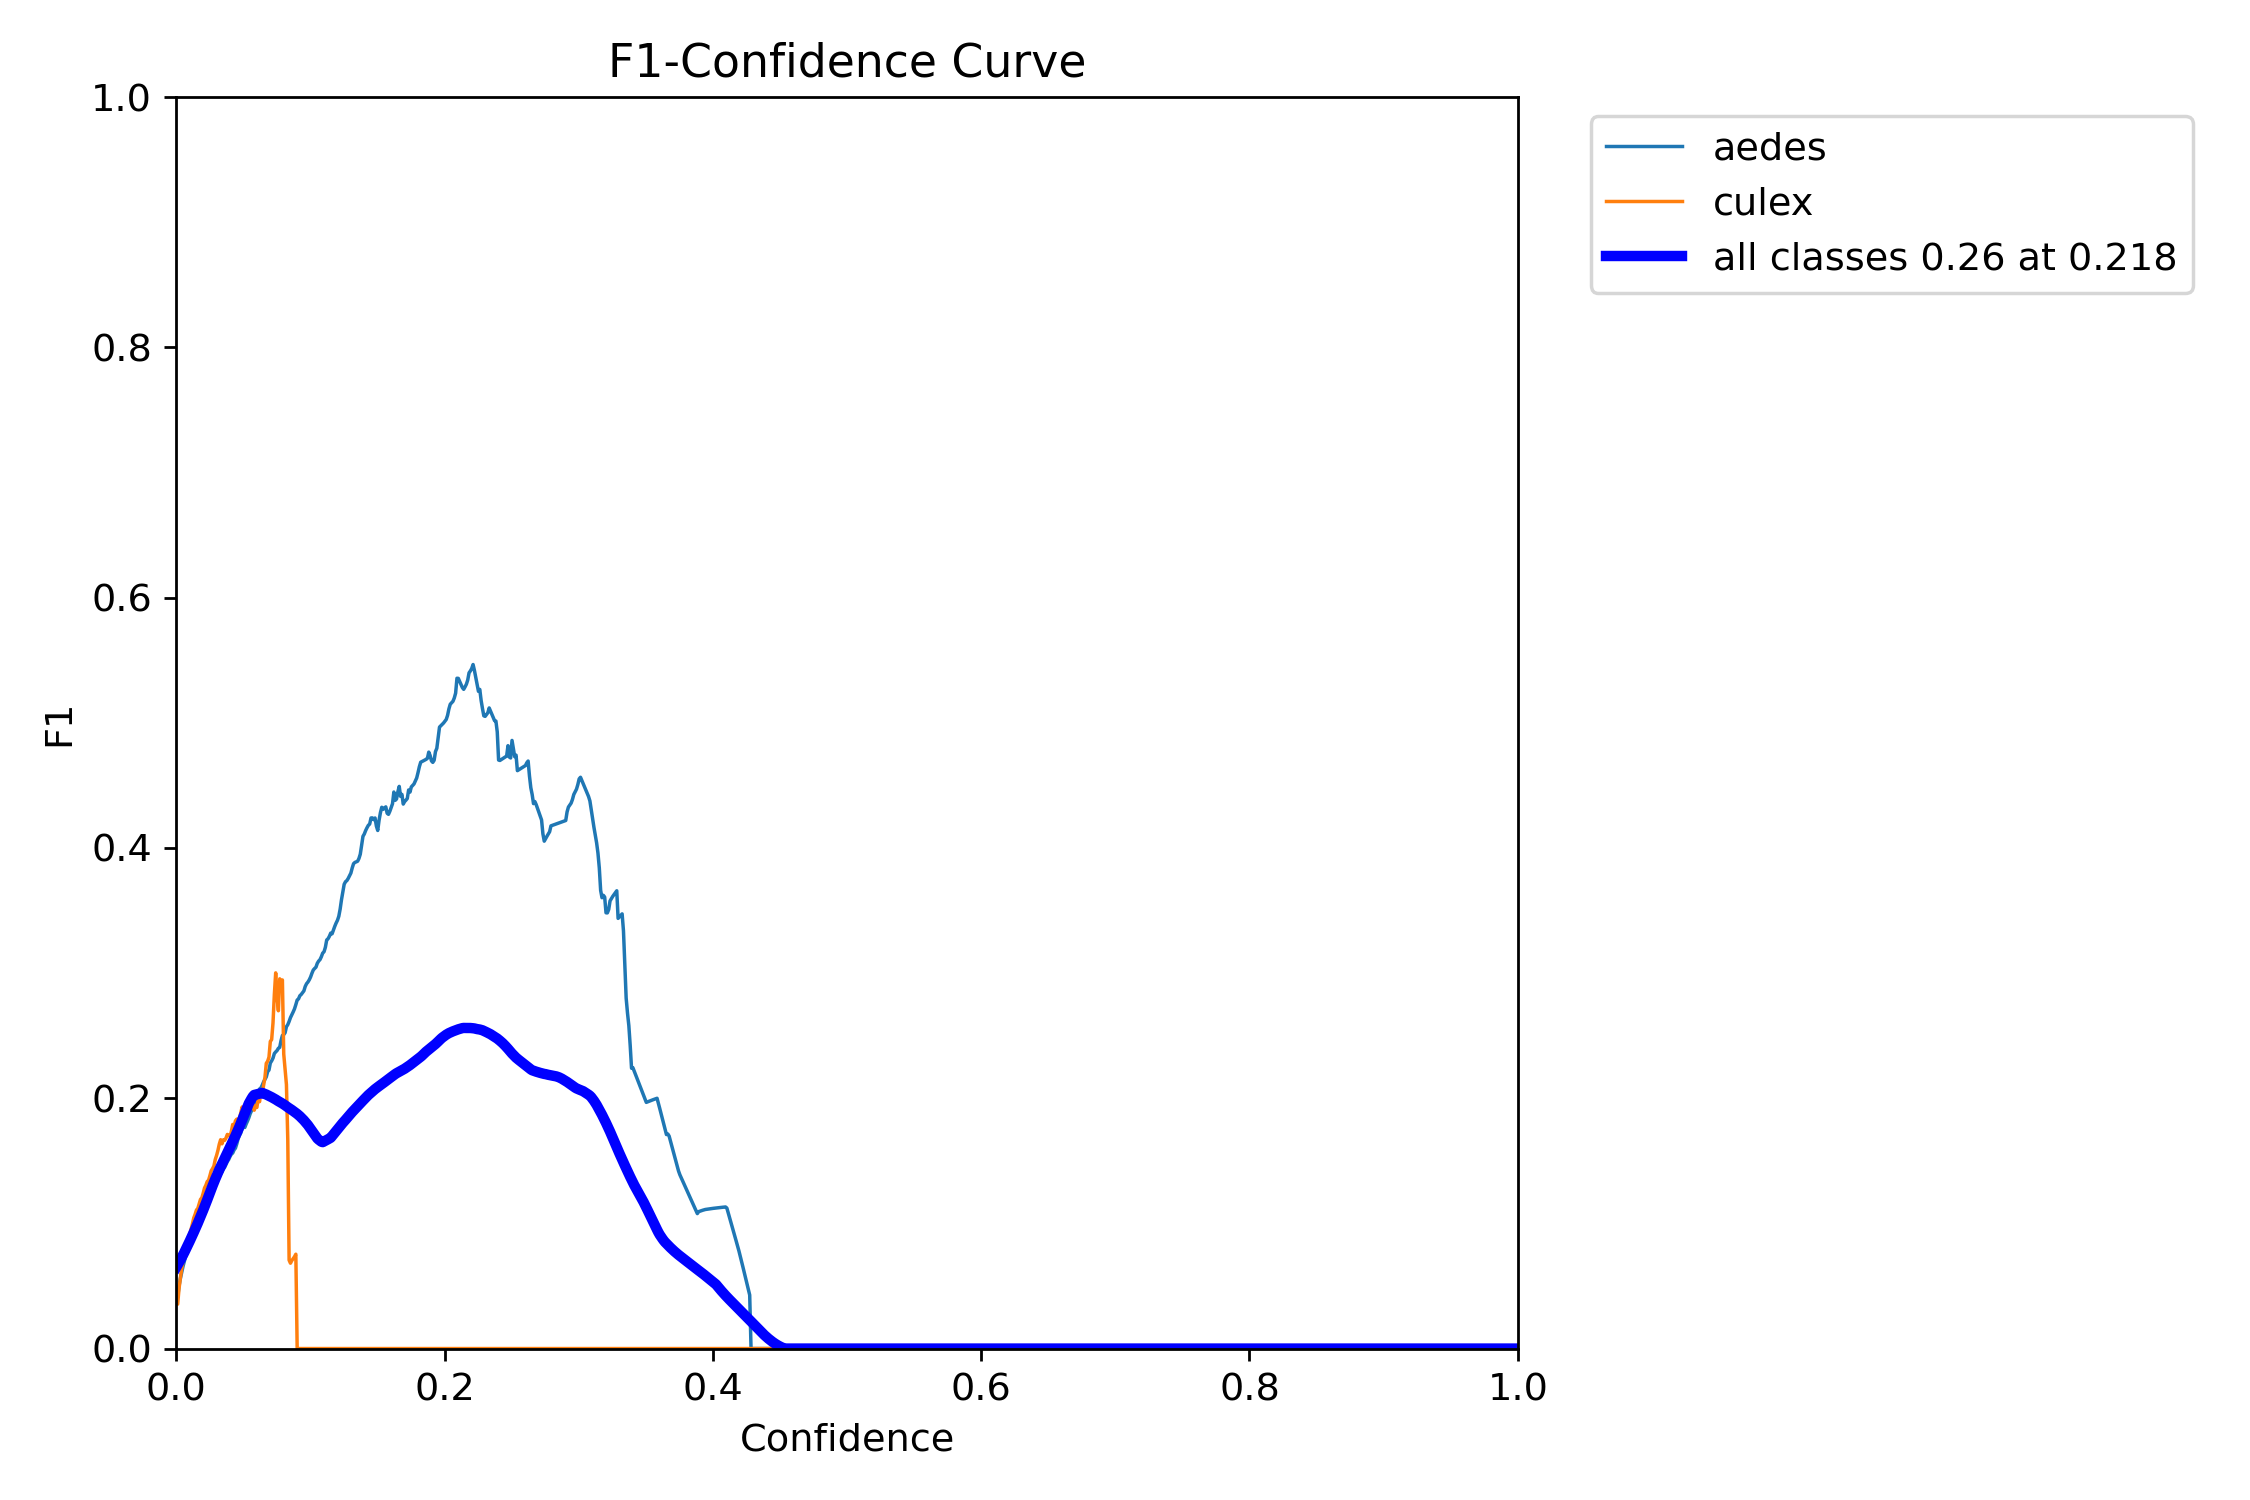 F1-Confidence Curve
1.0
0.8
0.6
0.4
0.2
0.0
F1
0.0 0.2 0.4 0.6 0.8 1.0
Confidence
aedes
culex
all classes 0.26 at 0.218